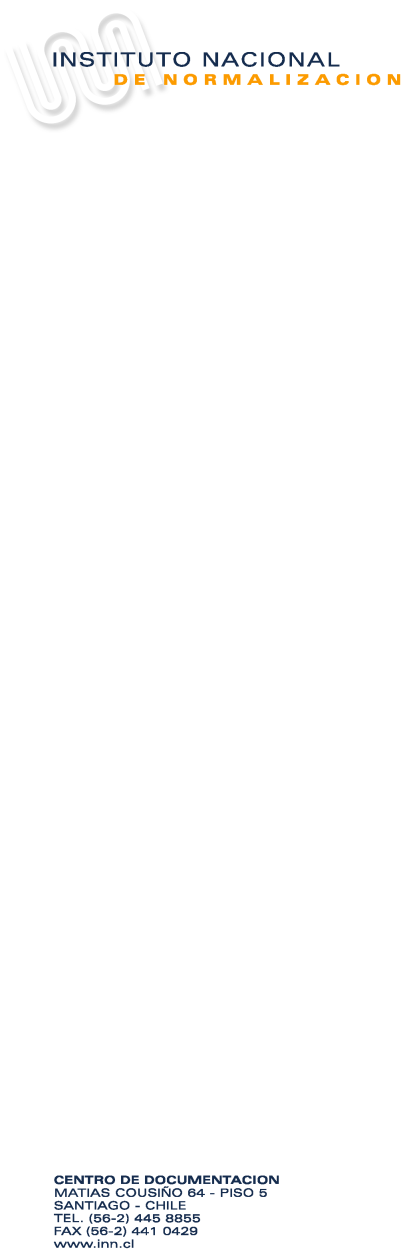 INSTITUTO NACIONAL
DE NORMALIZACION
CENTRO DE DOCUMENTACION
MATIAS COUSIÑO 64 - PISO 5
SANTIAGO - CHILE
TEL. (56-2) 445 8855
FAX (56-2) 441 0429
www.inn.cl